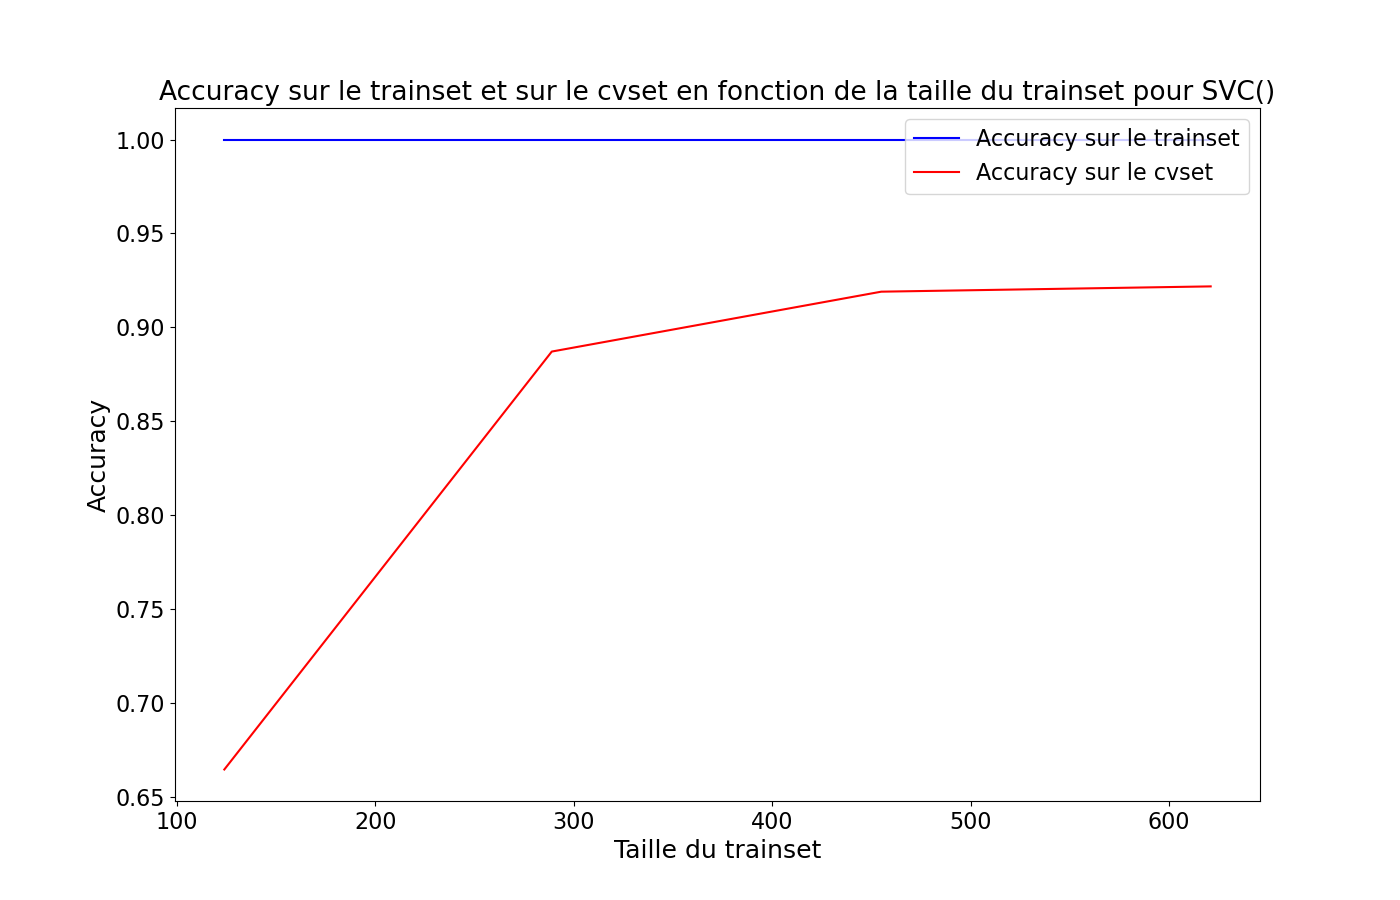 Accuracy sur le trainset et sur le cvset en fonction de la taille du trainset pour SVC()
Accuracy sur le trainset
Accuracy sur le cvset
1.00
0.95
0.90
0.85
0.80
0.75
0.70
0.65
Accuracy
100 200 300 400 500 600
Taille du trainset